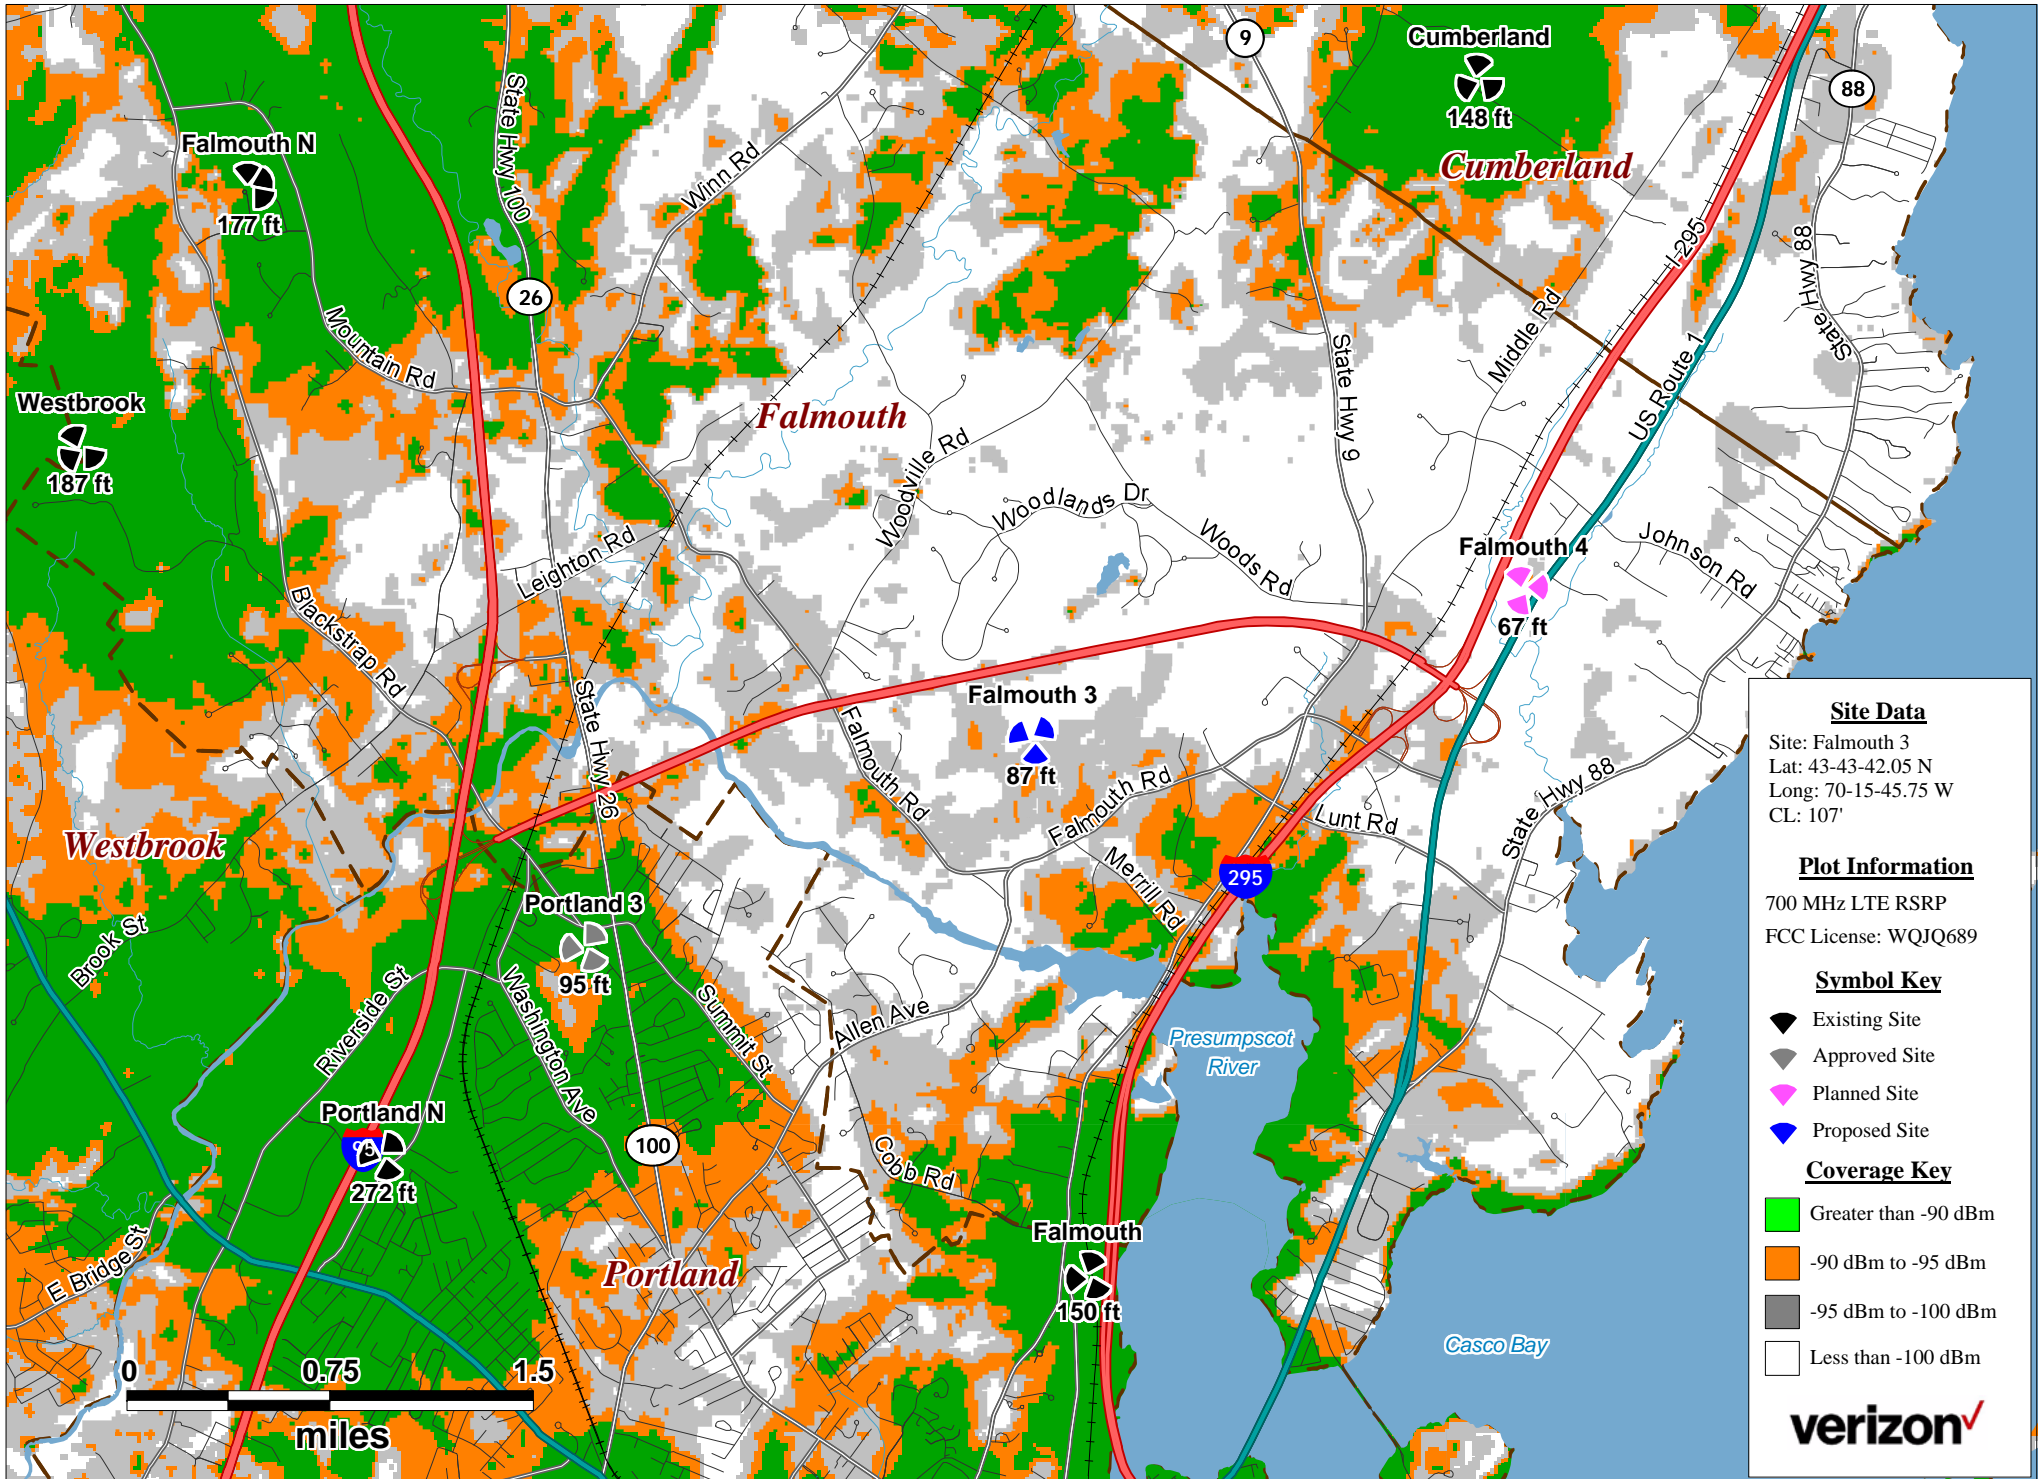 9
Cumberland
148 ft
Cumberland
88
State Hwy 100
Falmouth N
177 ft
Winn Rd
I-295
State Hwy 88
26
Mountain Rd
Middle Rd
State Hwy 9
US Route 1
Westbrook
187 ft
Falmouth
Woodville Rd
Woodlands Dr
Woods Rd
Leighton Rd
Falmouth 4
67 ft
Johnson Rd
Blackstrap Rd
State Hwy 26
Falmouth 3
87 ft
Falmouth Rd
Falmouth Rd
Lunt Rd
State Hwy 88
Merrill Rd
295
Westbrook
Brook St
Portland 3
95 ft
Riverside St
Washington Ave
Summit St
Allen Ave
Presumpscot
River
Portland N
95
272 ft
100
Cobb Rd
E Bridge St
Portland
Falmouth
150 ft
Casco Bay
0 0.75 1.5
miles
Site Data
Site: Falmouth 3
Lat: 43-43-42.05 N
Long: 70-15-45.75 W
CL: 107'
Plot Information
700 MHz LTE RSRP
FCC License: WQJQ689
Symbol Key
Existing Site
Approved Site
Planned Site
Proposed Site
Coverage Key
Greater than -90 dBm
-90 dBm to -95 dBm
-95 dBm to -100 dBm
Less than -100 dBm
verizon